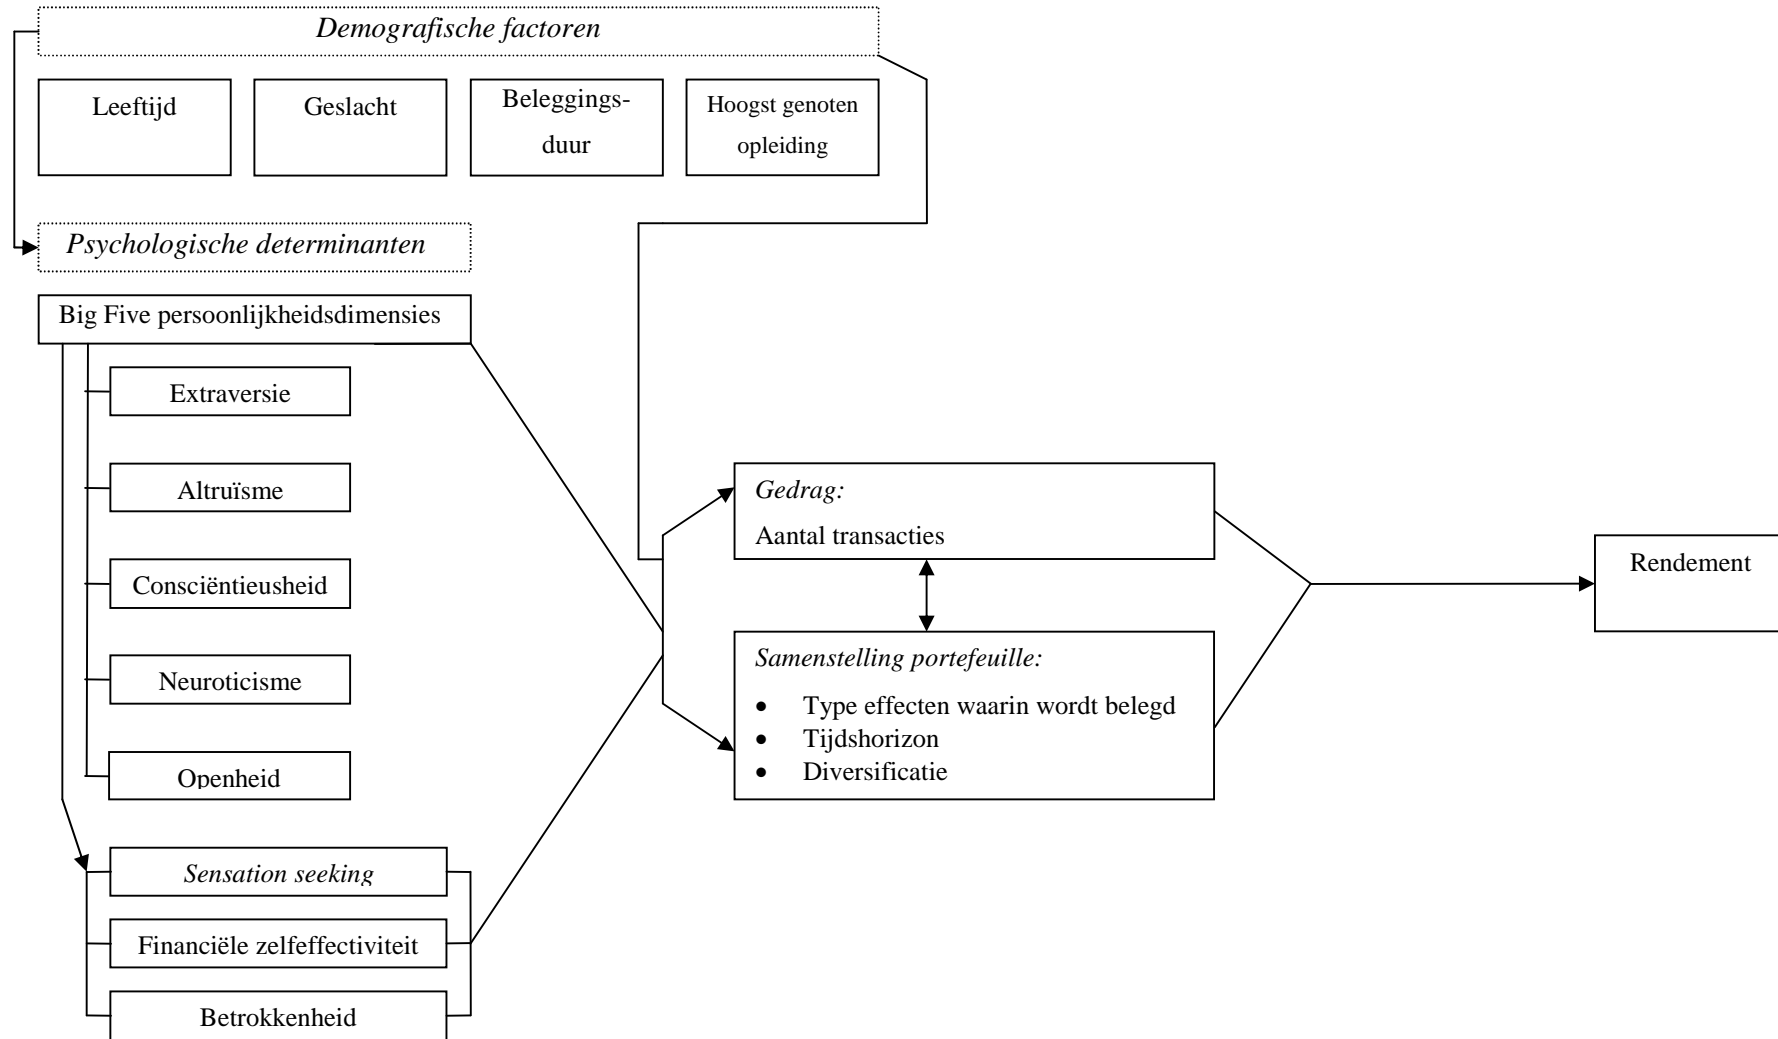 Demografische factoren
Leeftijd
Geslacht
Beleggings-
duur
Hoogst genoten
opleiding
Psychologische determinanten
Big Five persoonlijkheidsdimensies
Extraversie
Altruïsme
Consciëntieusheid
Neuroticisme
Openheid
Sensation seeking
Financiële zelfeffectiviteit
Betrokkenheid
Gedrag:
Aantal transacties
Samenstelling portefeuille:
• Type effecten waarin wordt belegd
• Tijdshorizon
• Diversificatie
Rendement